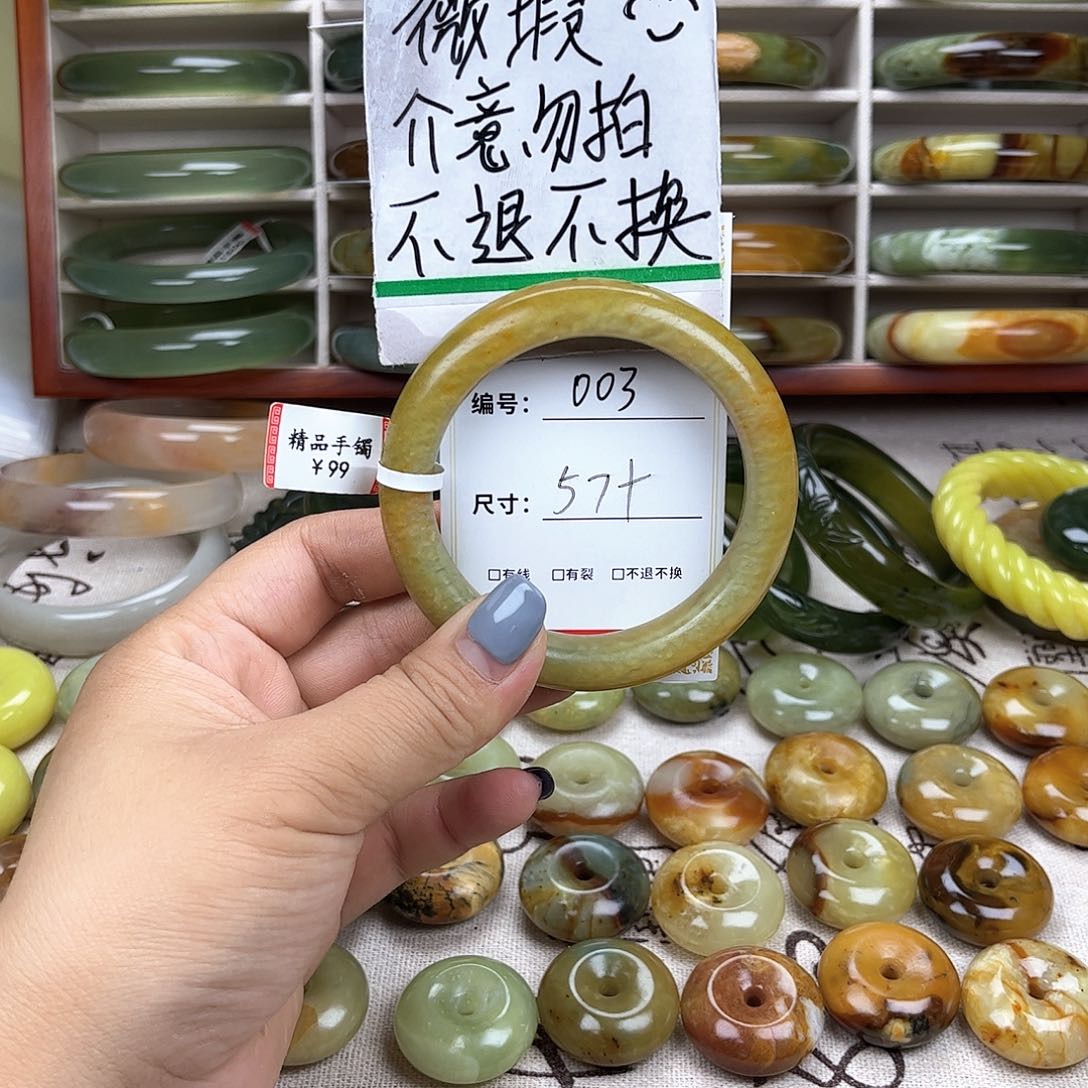 微瑕
介意勿拍
不退不换
编号: 003
精品手镯
￥99
尺寸: 57+
□有线 □有裂 □不退不换